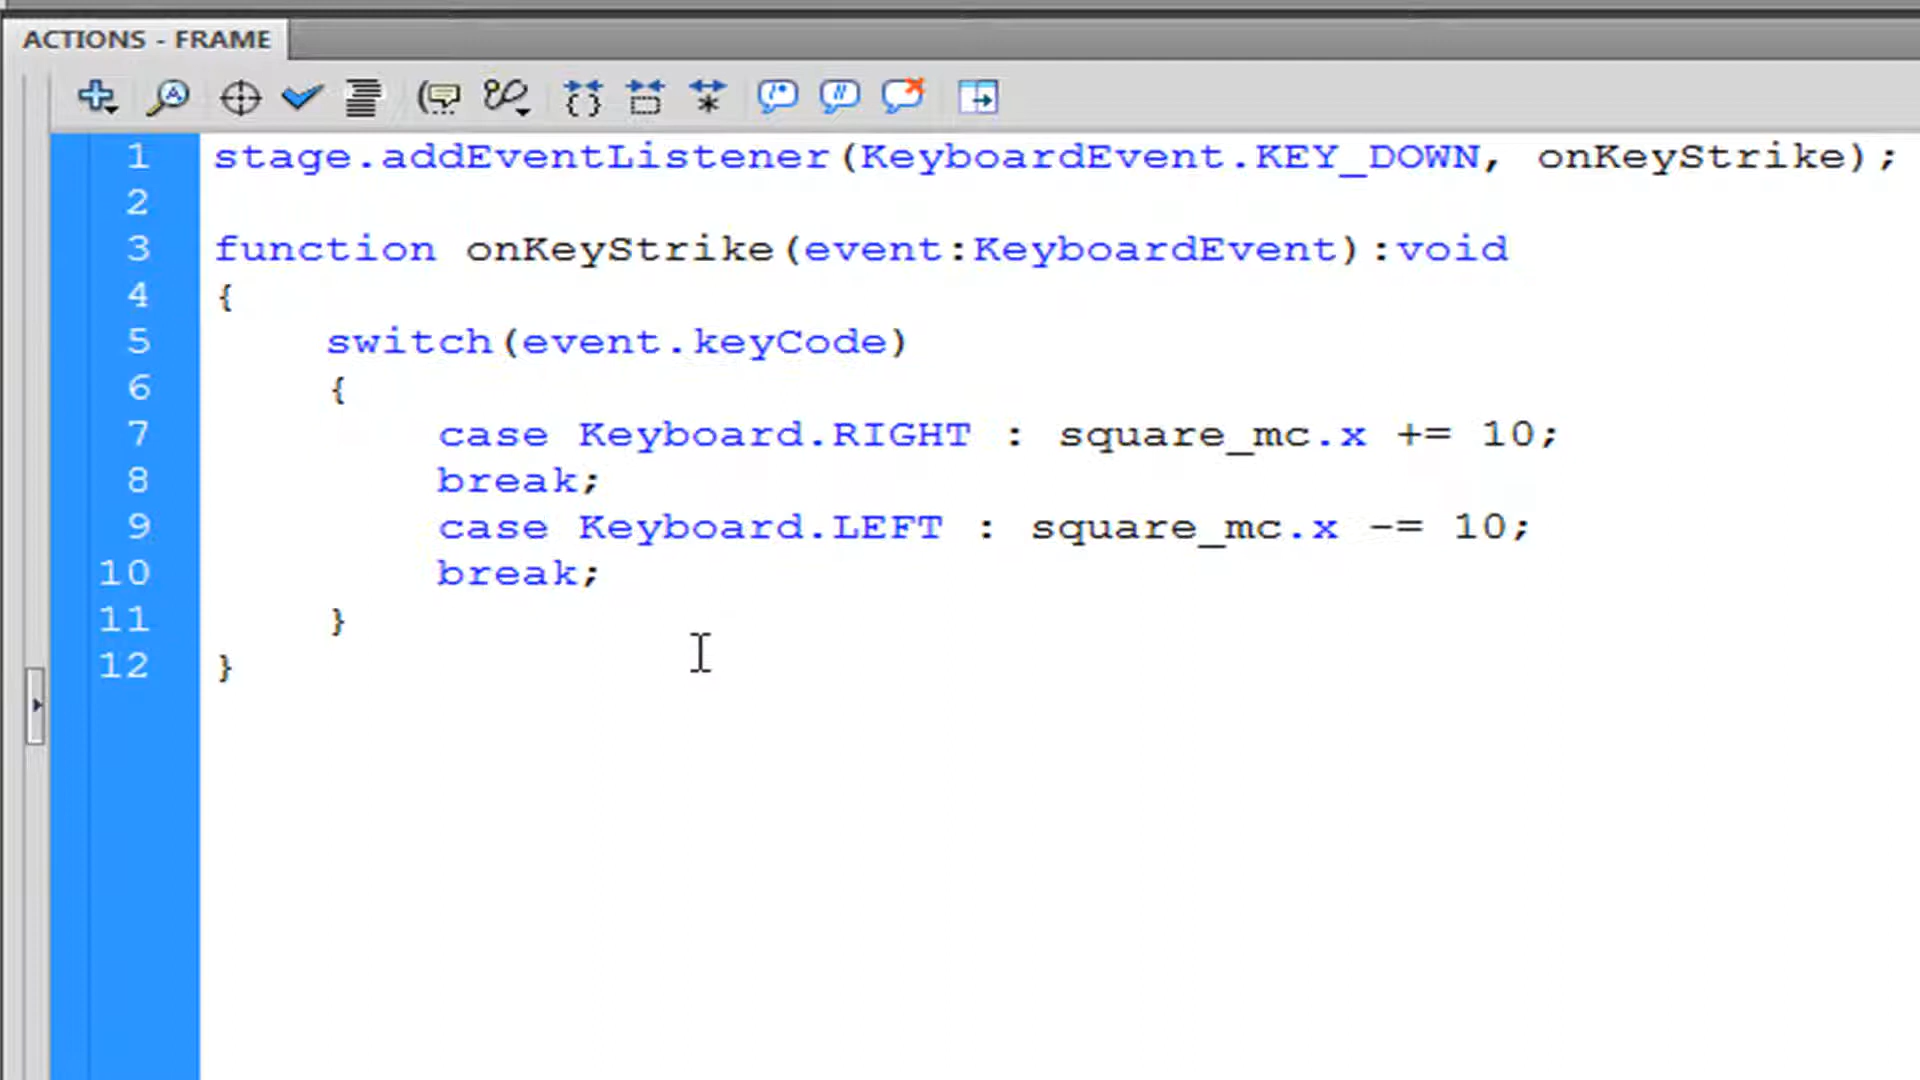 ACTIONS - FRAME
1 stage.addEventListener(KeyboardEvent.KEY_DOWN, onKeyStrike);
2
3 function onKeyStrike(event:KeyboardEvent):void
4 {
5 switch(event.keyCode)
6 {
7 case Keyboard.RIGHT : square_mc.x += 10;
8 break;
9 case Keyboard.LEFT : square_mc.x -= 10;
10 break;
11 }
12 }